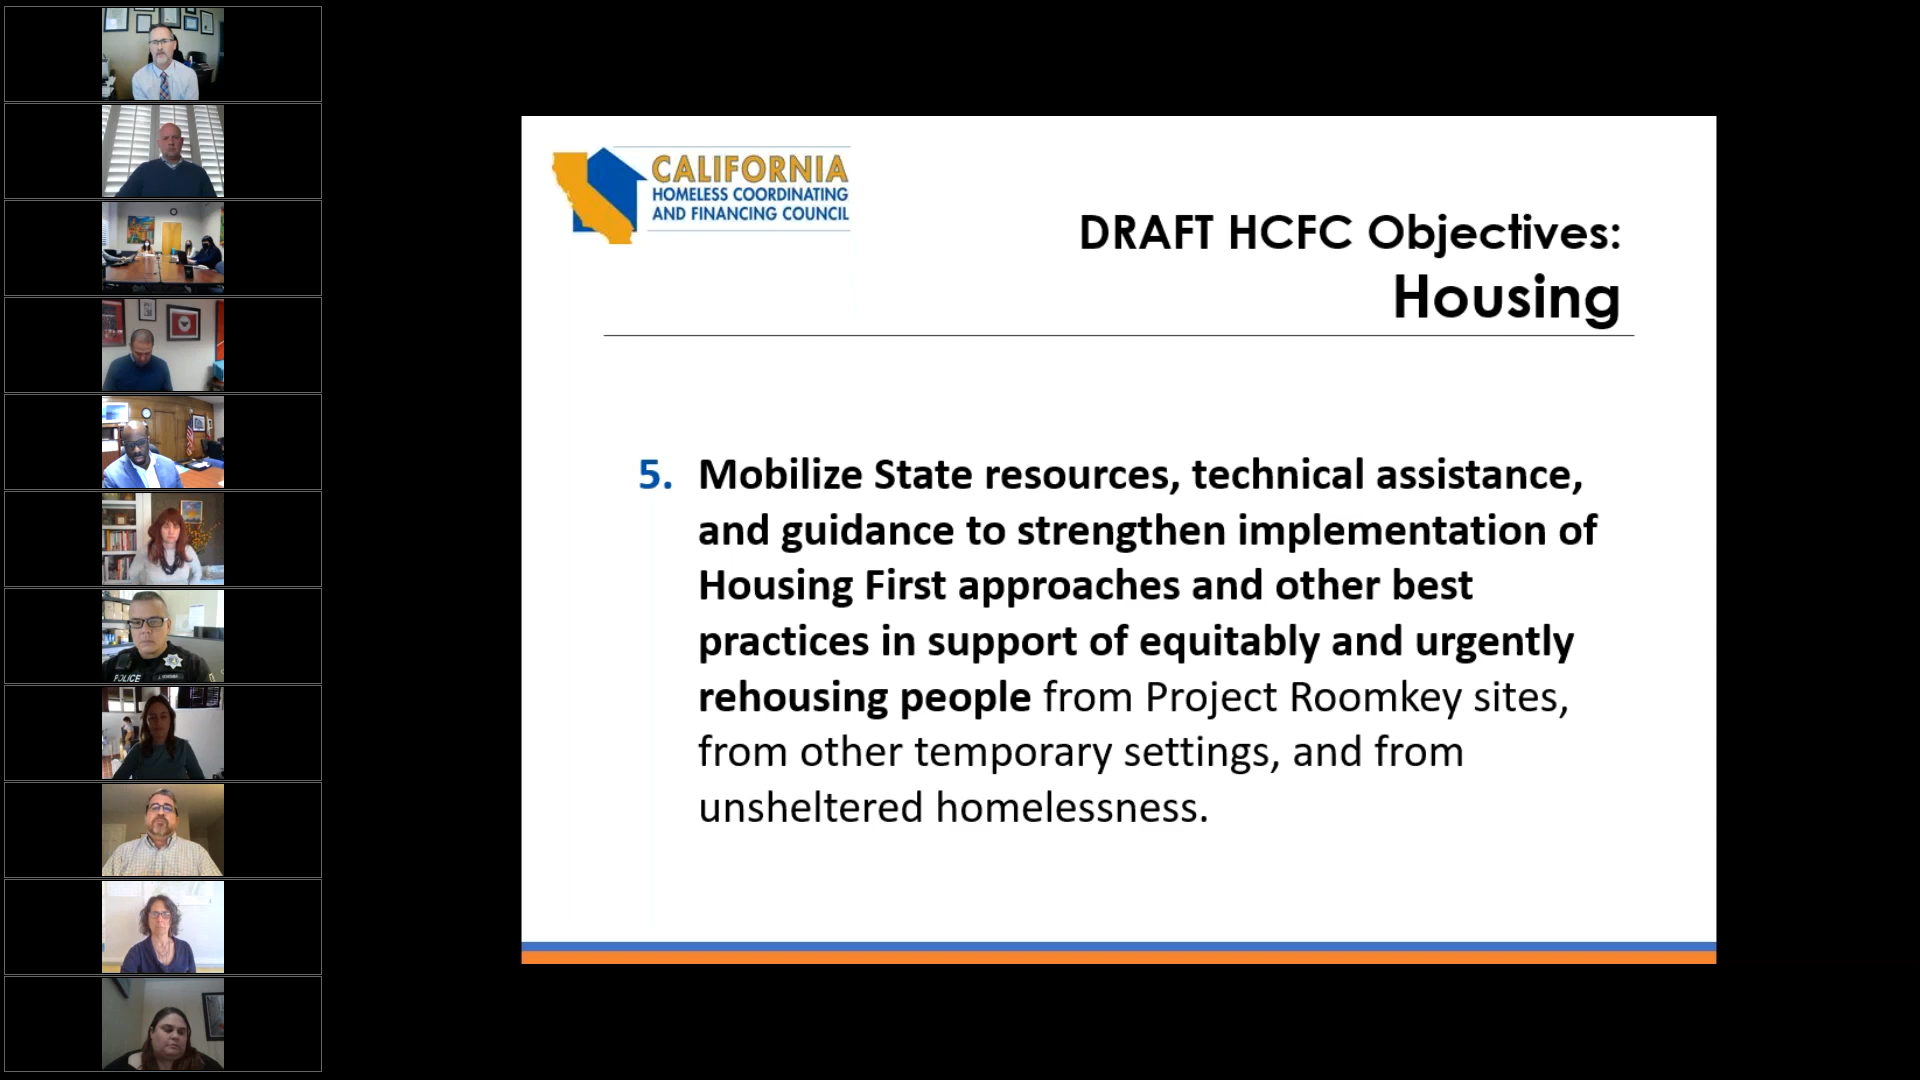 CALIFORNIA
HOMELESS COORDINATING
AND FINANCING COUNCIL
DRAFT HCFC Objectives:
Housing
5. Mobilize State resources, technical assistance,
and guidance to strengthen implementation of
Housing First approaches and other best
practices in support of equitably and urgently
rehousing people from Project Roomkey sites,
from other temporary settings, and from
unsheltered homelessness.
POLICE